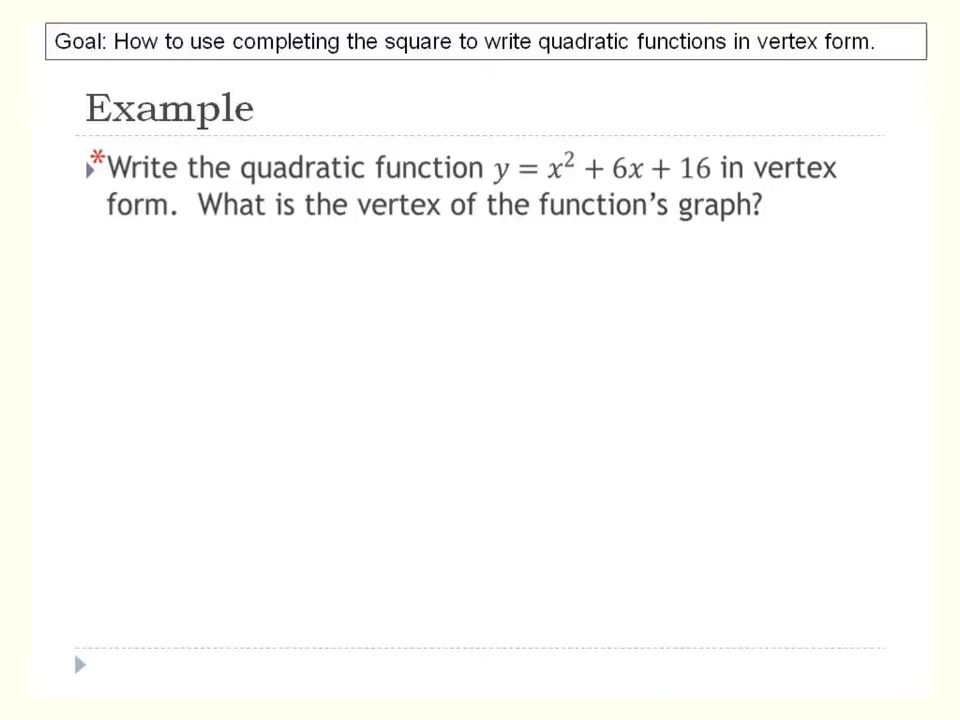 Goal: How to use completing the square to write quadratic functions in vertex form.
Example
*Write the quadratic function y = x² + 6x + 16 in vertex
form. What is the vertex of the function’s graph?